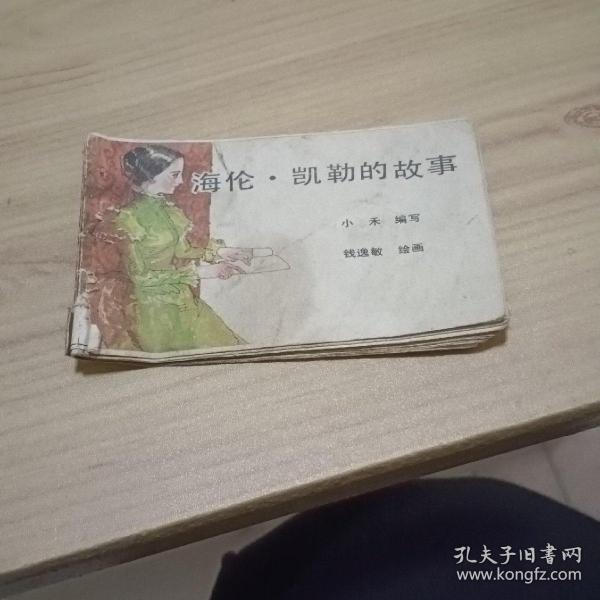 海伦·凯勒的故事
小禾 编写
钱逸敏 绘画
孔夫子旧书网
www.kongfz.com